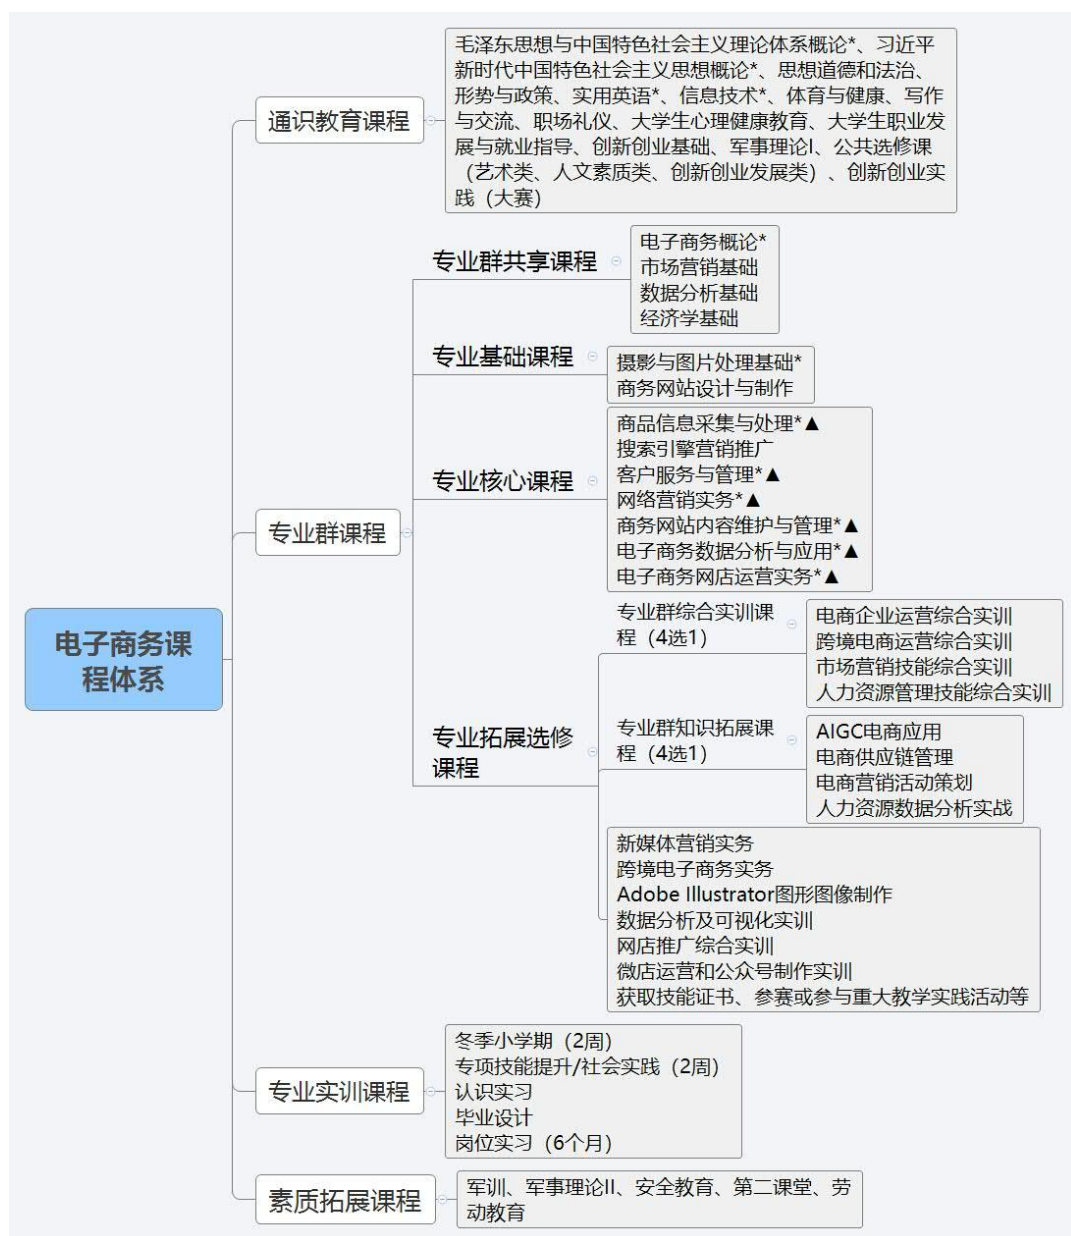 毛泽东思想与中国特色社会主义理论体系概论*、习近平
新时代中国特色社会主义思想概论*、思想道德和法治、
形势与政策、实用英语*、信息技术*、体育与健康、写作
与交流、职场礼仪、大学生心理健康教育、大学生职业发
展与就业指导、创新创业基础、军事理论I、公共选修课
（艺术类、人文素质类、创新创业发展类）、创新创业实
践（大赛）
通识教育课程
专业群共享课程
电子商务概论*
市场营销基础
数据分析基础
经济学基础
专业基础课程
摄影与图片处理基础*
商务网站设计与制作
专业核心课程
商品信息采集与处理*▲
搜索引擎营销推广
客户服务与管理*▲
网络营销实务*▲
商务网站内容维护与管理*▲
电子商务数据分析与应用*▲
电子商务网店运营实务*▲
专业群课程
电子商务课
程体系
专业拓展选修
课程
专业群综合实训课
程（4选1）
电商企业运营综合实训
跨境电商运营综合实训
市场营销技能综合实训
人力资源管理技能综合实训
专业群知识拓展课
程（4选1）
AIGC电商应用
电商供应链管理
电商营销活动策划
人力资源数据分析实战
新媒体营销实务
跨境电子商务实务
Adobe Illustrator图形图像制作
数据分析及可视化实训
网店推广综合实训
微店运营和公众号制作实训
获取技能证书、参赛或参与重大教学实践活动等
专业实训课程
冬季小学期（2周）
专项技能提升/社会实践（2周）
认识实习
毕业设计
岗位实习（6个月）
素质拓展课程
军训、军事理论II、安全教育、第二课堂、劳
动教育